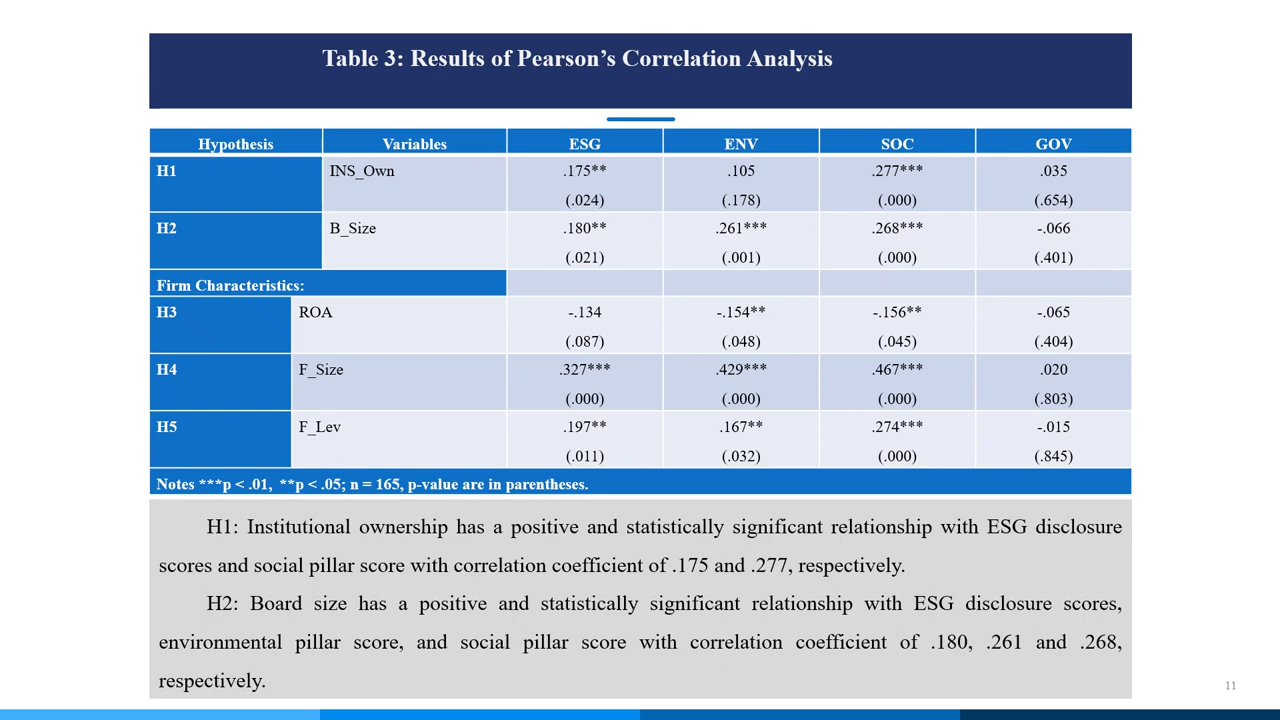 Table 3: Results of Pearson’s Correlation Analysis
Hypothesis Variables ESG ENV SOC GOV
H1 INS_Own .175** .105 .277*** .035
(.024) (.178) (.000) (.654)
H2 B_Size .180** .261*** .268*** -.066
(.021) (.001) (.000) (.401)
Firm Characteristics:
H3 ROA -.134 -.154** -.156** -.065
(.087) (.048) (.045) (.404)
H4 F_Size .327*** .429*** .467*** .020
(.000) (.000) (.000) (.803)
H5 F_Lev .197** .167** .274*** -.015
(.011) (.032) (.000) (.845)
Notes ***p < .01, **p < .05; n = 165, p-value are in parentheses.
H1: Institutional ownership has a positive and statistically significant relationship with ESG disclosure
scores and social pillar score with correlation coefficient of .175 and .277, respectively.
H2: Board size has a positive and statistically significant relationship with ESG disclosure scores,
environmental pillar score, and social pillar score with correlation coefficient of .180, .261 and .268,
respectively.
11